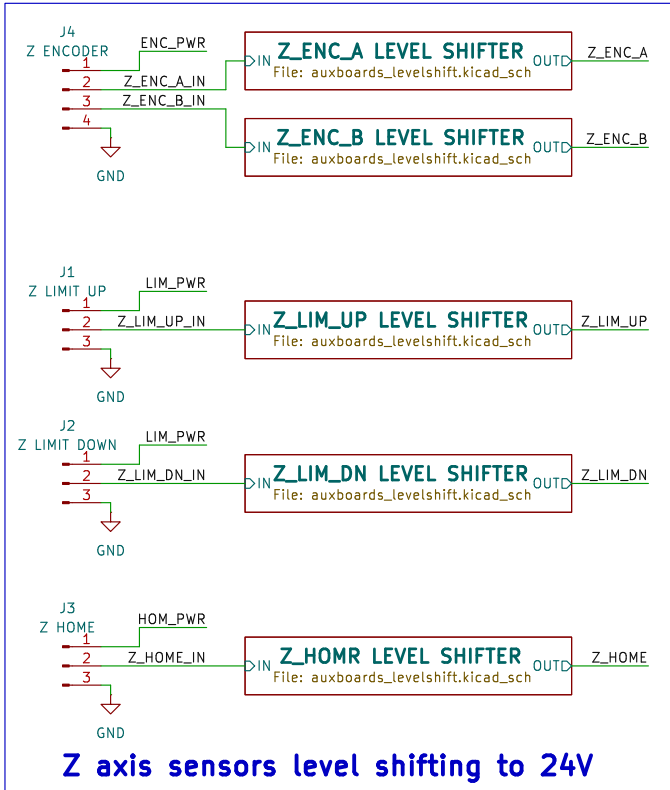 J4
Z ENCODER
1
2
3
4
ENC_PWR
Z_ENC_A_IN
Z_ENC_B_IN
GND
Z_ENC_A LEVEL SHIFTER
File: auxboards_levelshift.kicad_sch
IN
OUT
Z_ENC_A
Z_ENC_B LEVEL SHIFTER
File: auxboards_levelshift.kicad_sch
IN
OUT
Z_ENC_B
J1
Z LIMIT UP
1
2
3
LIM_PWR
Z_LIM_UP_IN
GND
Z_LIM_UP LEVEL SHIFTER
File: auxboards_levelshift.kicad_sch
IN
OUT
Z_LIM_UP
J2
Z LIMIT DOWN
1
2
3
LIM_PWR
Z_LIM_DN_IN
GND
Z_LIM_DN LEVEL SHIFTER
File: auxboards_levelshift.kicad_sch
IN
OUT
Z_LIM_DN
J3
Z HOME
1
2
3
HOM_PWR
Z_HOME_IN
GND
Z_HOMR LEVEL SHIFTER
File: auxboards_levelshift.kicad_sch
IN
OUT
Z_HOME
Z axis sensors level shifting to 24V